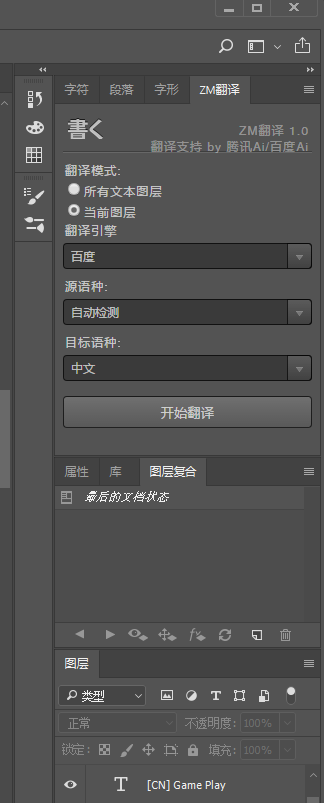 字符 段落 字形 ZM翻译
書く
ZM翻译 1.0
翻译支持 by 腾讯Ai/百度Ai
翻译模式:
所有文本图层
当前图层
翻译引擎
百度
源语种:
自动检测
目标语种:
中文
开始翻译
属性 库 图层复合
最后的文档状态
fx
图层
类型
正常 不透明度: 100%
锁定: 填充: 100%
T [CN] Game Play